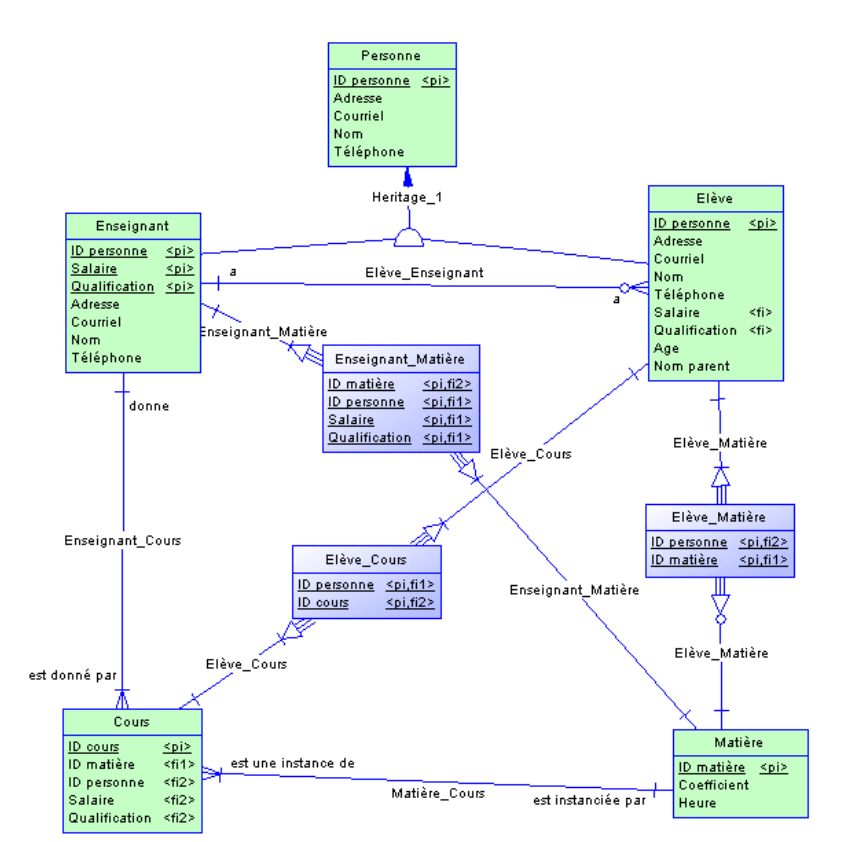 Personne
ID personne <pi>
Adresse
Courriel
Nom
Téléphone
Heritage_1
Enseignant
ID personne <pi>
Salaire <pi>
Qualification <pi>
Adresse
Courriel
Nom
Téléphone
Elève
ID personne <pi>
Adresse
Courriel
Nom
Téléphone
Salaire <fi>
Qualification <fi>
Age
Nom parent
a
Elève_Enseignant
a
Enseignant_Matière
Enseignant_Matière
ID matière <pi,fi2>
ID personne <pi,fi1>
Salaire <pi,fi1>
Qualification <pi,fi1>
donne
Elève_Cours
Elève_Matière
Elève_Matière
ID personne <pi,fi2>
ID matière <pi,fi1>
Enseignant_Cours
Elève_Cours
ID personne <pi,fi1>
ID cours <pi,fi2>
Enseignant_Matière
Elève_Cours
Elève_Matière
est donné par
Cours
ID cours <pi>
ID matière <fi1>
ID personne <fi2>
Salaire <fi2>
Qualification <fi2>
est une instance de
Matière_Cours
est instanciée par
Matière
ID matière <pi>
Coefficient
Heure